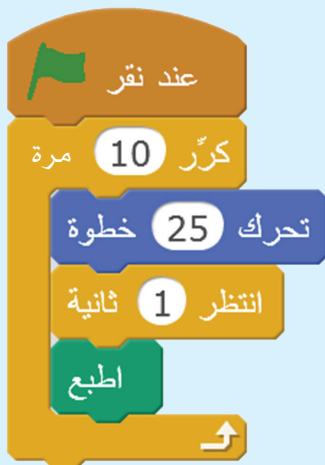 عند نقر
كرِّر 10 مرة
تحرك 25 خطوة
انتظر 1 ثانية
اطبع